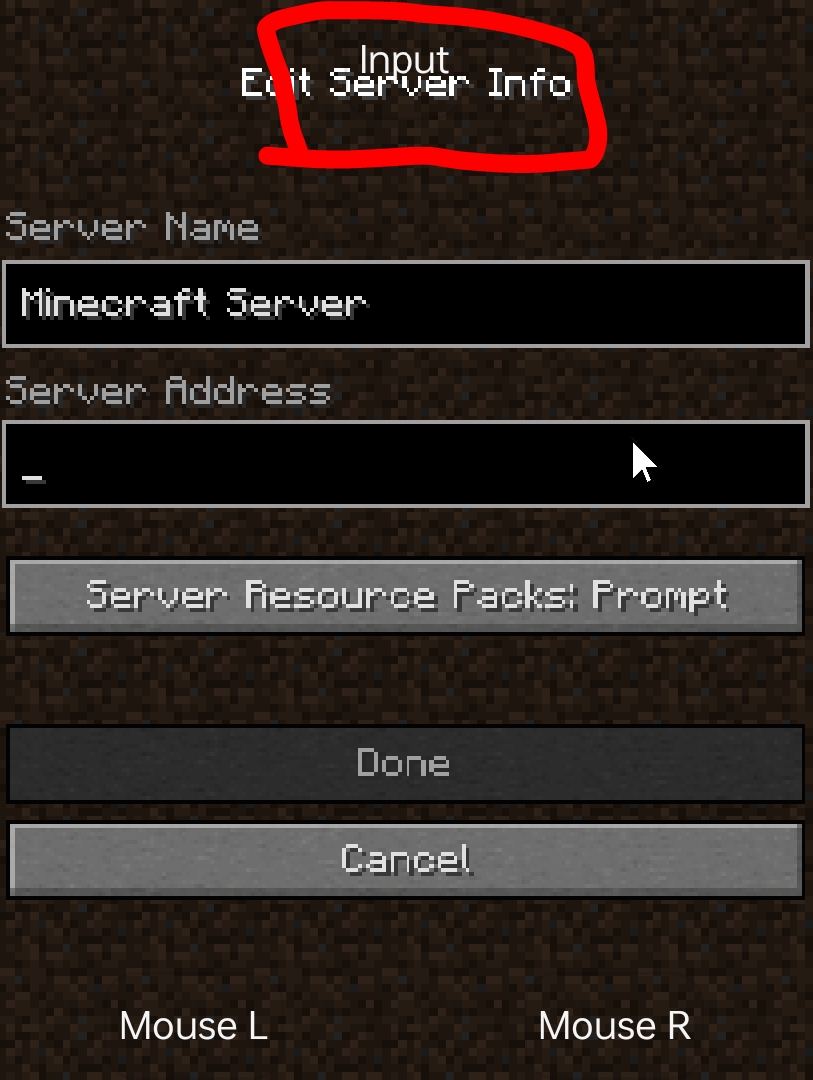 Input
Edit Server Info
Server Name
Minecraft Server
Server Address
_
Server Resource Packs: Prompt
Done
Cancel
Mouse L Mouse R